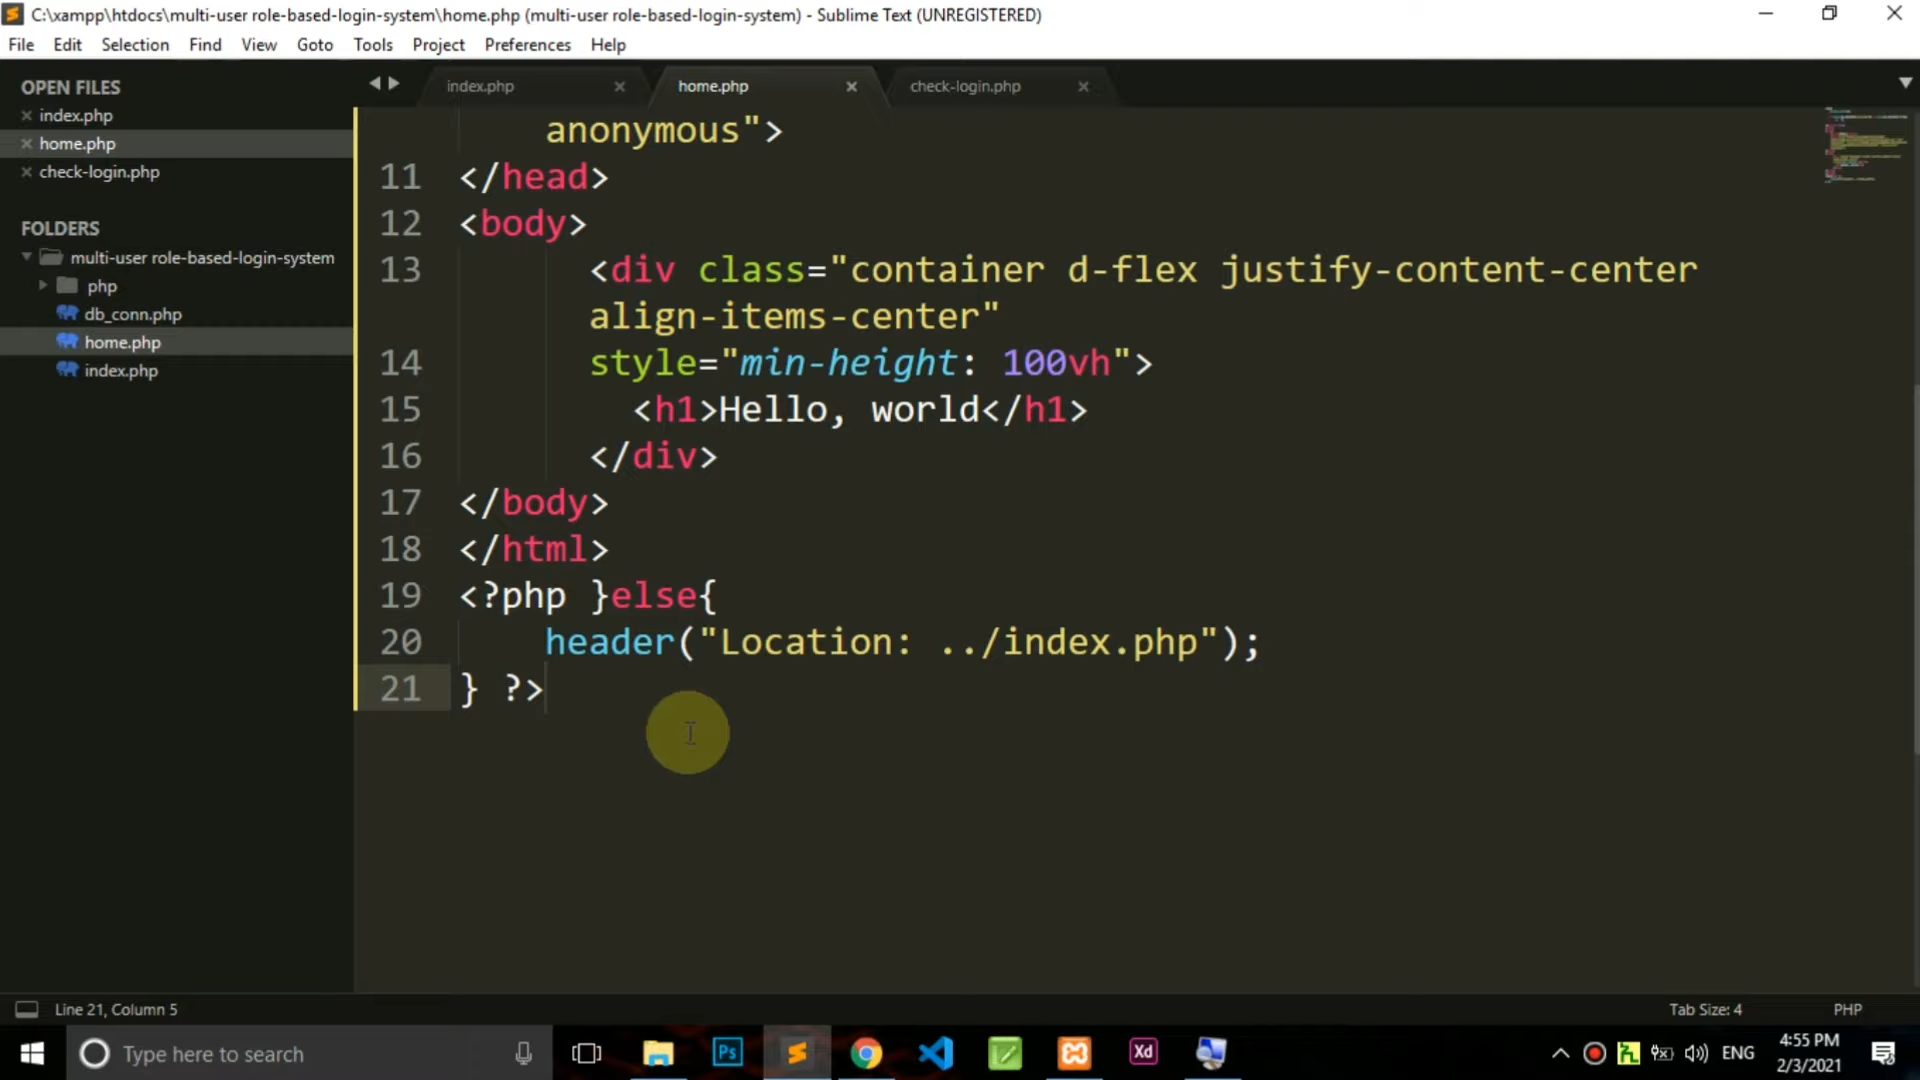 C:\xampp\htdocs\multi-user role-based-login-system\home.php (multi-user role-based-login-system) - Sublime Text (UNREGISTERED)
File Edit Selection Find View Goto Tools Project Preferences Help
OPEN FILES
index.php
home.php
check-login.php
FOLDERS
multi-user role-based-login-system
php
db_conn.php
home.php
index.php
index.php home.php check-login.php
anonymous">
11 </head>
12 <body>
13 <div class="container d-flex justify-content-center
align-items-center"
14 style="min-height: 100vh">
15 <h1>Hello, world</h1>
16 </div>
17 </body>
18 </html>
19 <?php }else{
20 header("Location: ../index.php");
21 } ?>
Line 21, Column 5
Tab Size: 4 PHP
Type here to search
Ps
Xd
ENG
4:55 PM
2/3/2021